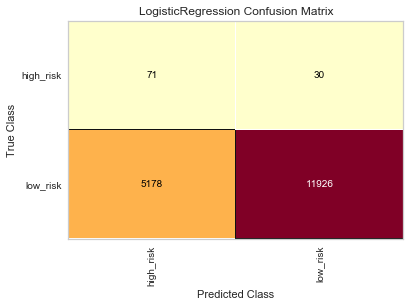 LogisticRegression Confusion Matrix
True Class
high_risk
71
30
low_risk
5178
11926
high_risk
low_risk
Predicted Class